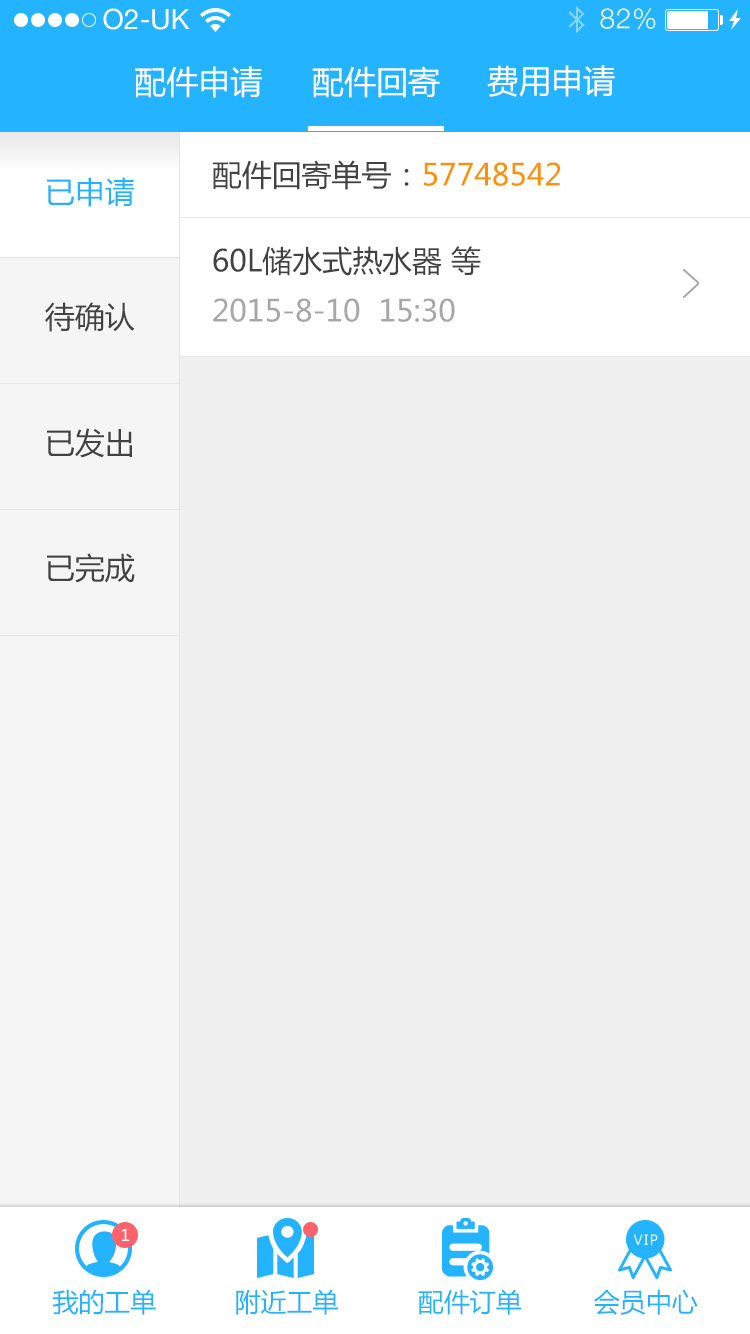 O2-UK 82%
配件申请 配件回寄 费用申请
已申请
配件回寄单号：57748542
60L储水式热水器 等
2015-8-10 15:30
待确认
已发出
已完成
1
VIP
我的工单 附近工单 配件订单 会员中心